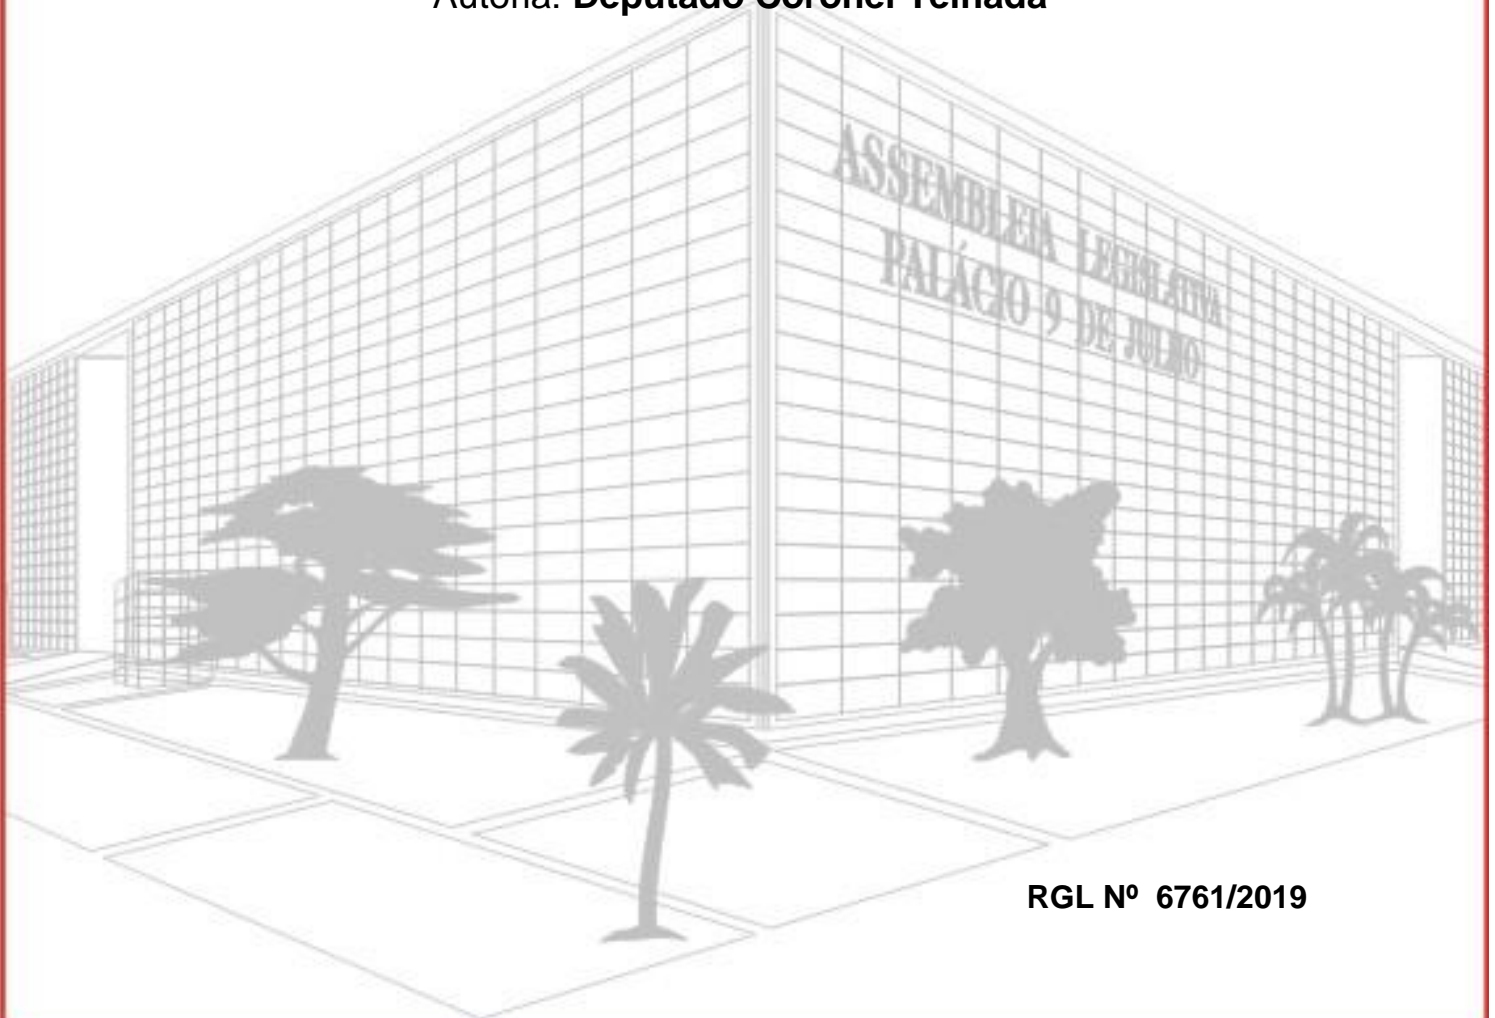 Autoria: Deputado Coronel Telhada
ASSEMBLEIA LEGISLATIVA
PALÁCIO 9 DE JULHO
RGL Nº 6761/2019